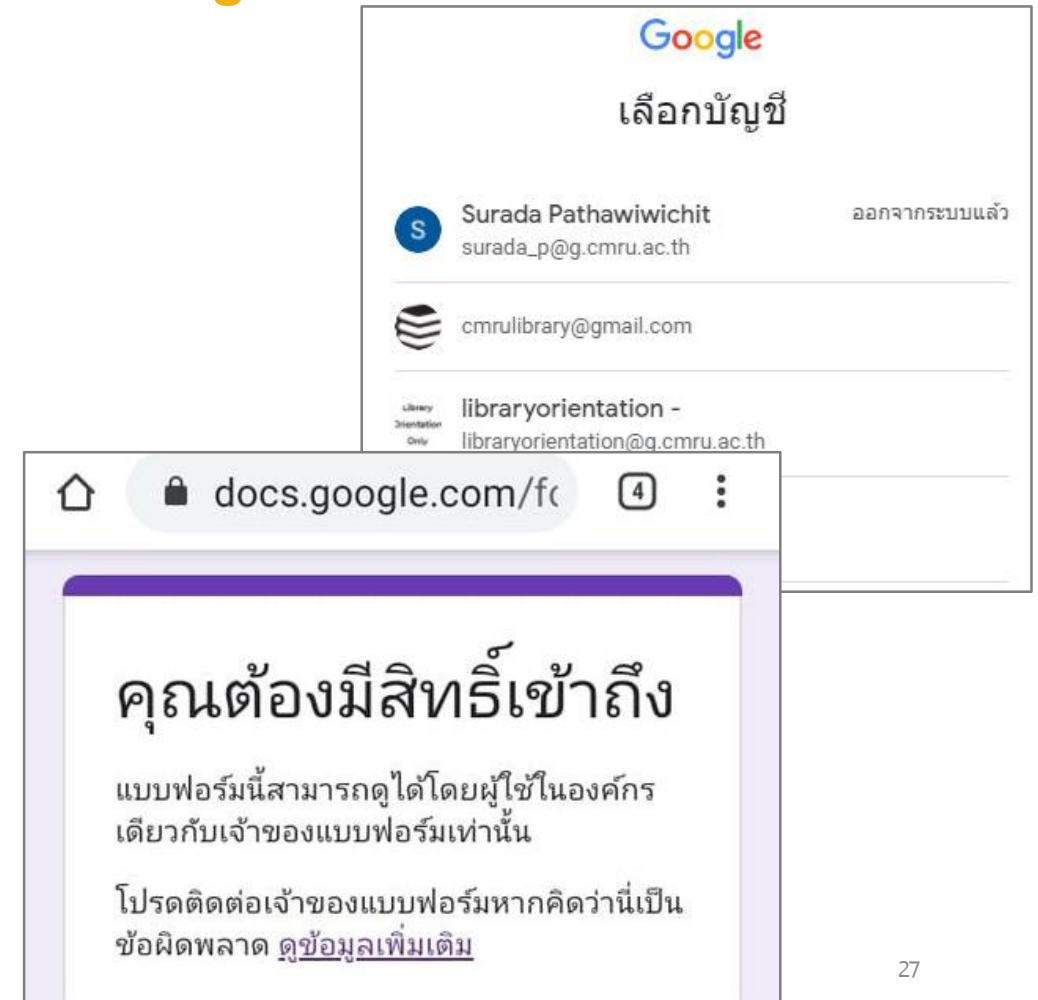 Google
เลือกบัญชี
S
Surada Pathawiwichit
ออกจากระบบแล้ว
surada_p@g.cmru.ac.th
cmrulibrary@gmail.com
Library
Orientation
Only
libraryorientation -
libraryorientation@g.cmru.ac.th
docs.google.com/fo
4
คุณต้องมีสิทธิ์เข้าถึง
แบบฟอร์มนี้สามารถดูได้โดยผู้ใช้ในองค์กร
เดียวกับเจ้าของแบบฟอร์มเท่านั้น
โปรดติดต่อเจ้าของแบบฟอร์มหากคิดว่านี่เป็น
ข้อผิดพลาด ดูข้อมูลเพิ่มเติม
27